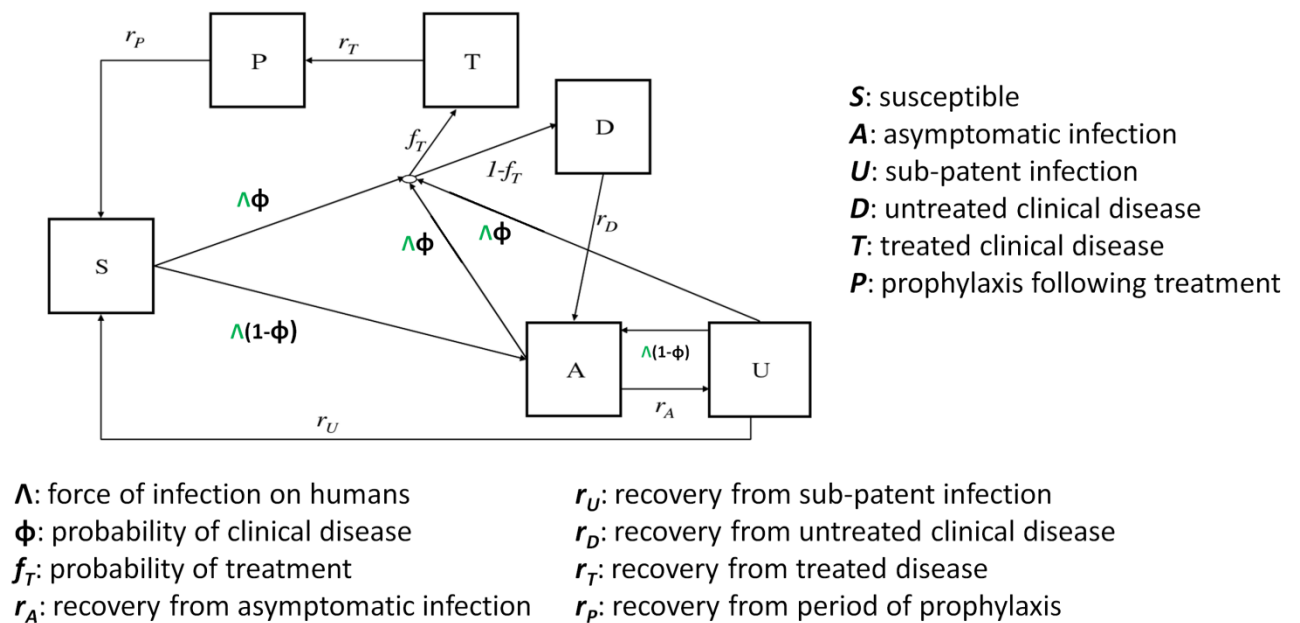 r_P
P
r_T
T
D
f_T
1-f_T
Λϕ
Λϕ
Λϕ
r_D
S
Λ(1-ϕ)
A
Λ(1-ϕ)
U
r_A
r_U
S: susceptible
A: asymptomatic infection
U: sub-patent infection
D: untreated clinical disease
T: treated clinical disease
P: prophylaxis following treatment
Λ: force of infection on humans
ϕ: probability of clinical disease
f_T: probability of treatment
r_A: recovery from asymptomatic infection
r_U: recovery from sub-patent infection
r_D: recovery from untreated clinical disease
r_T: recovery from treated disease
r_P: recovery from period of prophylaxis